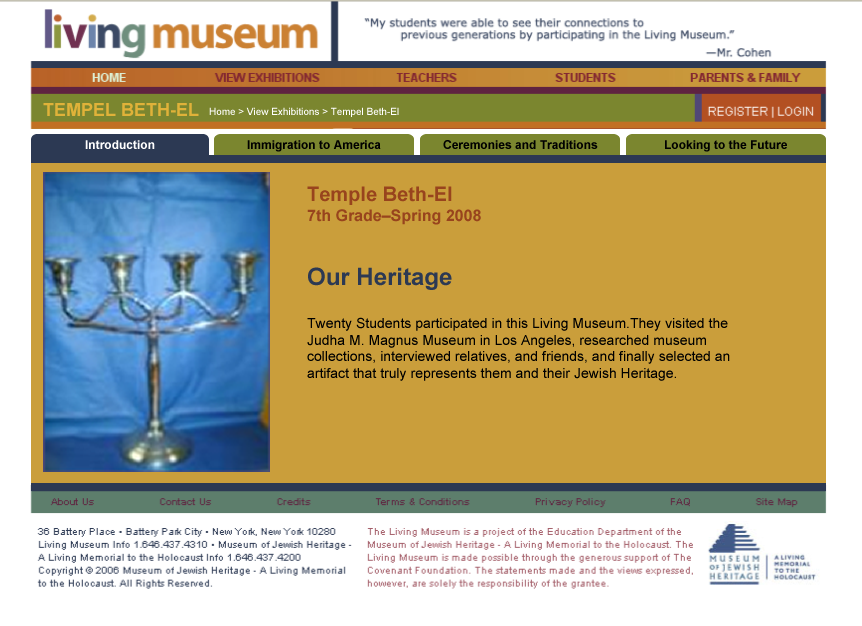 living museum
"My students were able to see their connections to
previous generations by participating in the Living Museum."
—Mr. Cohen
HOME VIEW EXHIBITIONS TEACHERS STUDENTS PARENTS & FAMILY
TEMPEL BETH-EL Home > View Exhibitions > Tempel Beth-El
REGISTER | LOGIN
Introduction Immigration to America Ceremonies and Traditions Looking to the Future
Temple Beth-El
7th Grade–Spring 2008
Our Heritage
Twenty Students participated in this Living Museum.They visited the
Judha M. Magnus Museum in Los Angeles, researched museum
collections, interviewed relatives, and friends, and finally selected an
artifact that truly represents them and their Jewish Heritage.
About Us Contact Us Credits Terms & Conditions Privacy Policy FAQ Site Map
36 Battery Place • Battery Park City • New York, New York 10280
Living Museum Info 1.646.437.4310 • Museum of Jewish Heritage -
A Living Memorial to the Holocaust Info 1.646.437.4200
Copyright © 2006 Museum of Jewish Heritage - A Living Memorial
to the Holocaust. All Rights Reserved.
The Living Museum is a project of the Education Department of the
Museum of Jewish Heritage - A Living Memorial to the Holocaust. The
Living Museum is made possible through the generous support of The
Covenant Foundation. The statements made and the views expressed,
however, are solely the responsibility of the grantee.
MUSEUM
OF JEWISH
HERITAGE
A LIVING
MEMORIAL
TO THE
HOLOCAUST